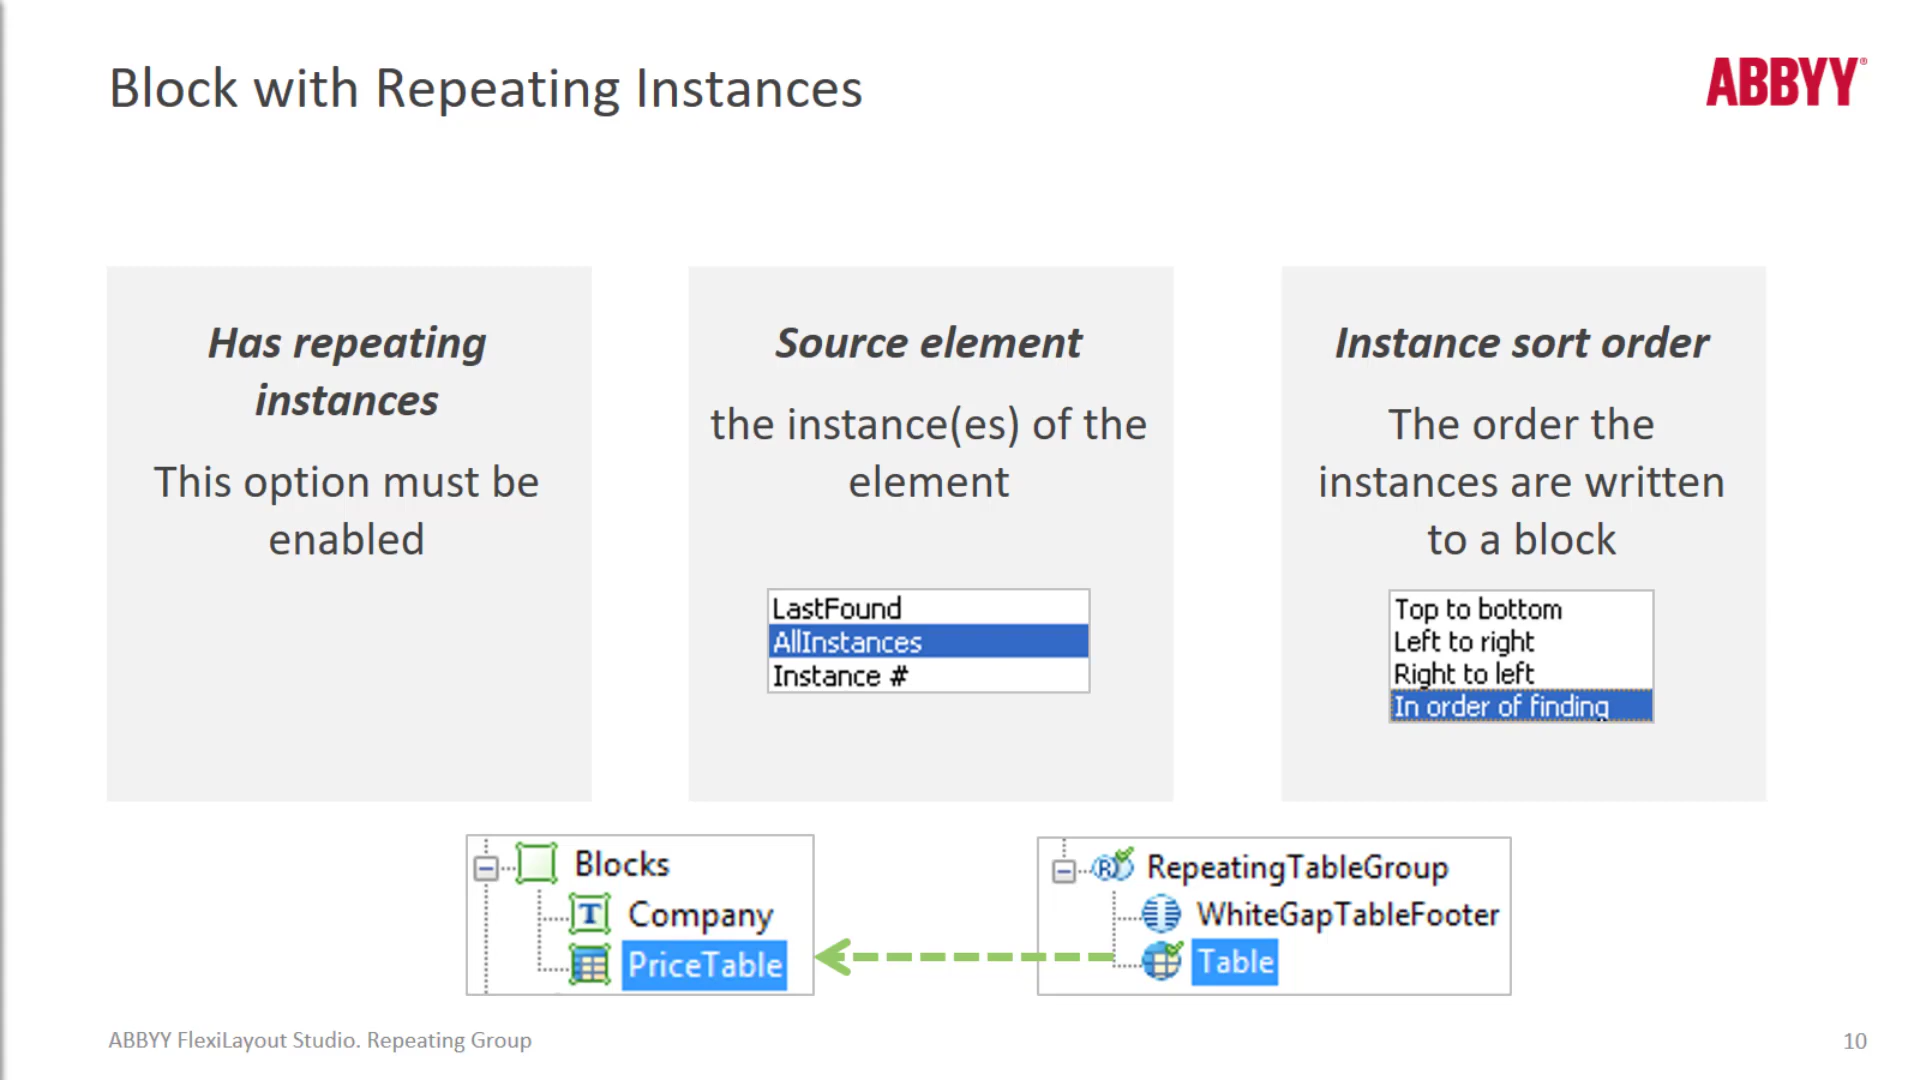 Block with Repeating Instances
ABBYY®
Has repeating
instances
This option must be
enabled
Source element
the instance(es) of the
element
LastFound
AllInstances
Instance #
Instance sort order
The order the
instances are written
to a block
Top to bottom
Left to right
Right to left
In order of finding
Blocks
T Company
PriceTable
R RepeatingTableGroup
WhiteGapTableFooter
Table
ABBYY FlexiLayout Studio. Repeating Group
10